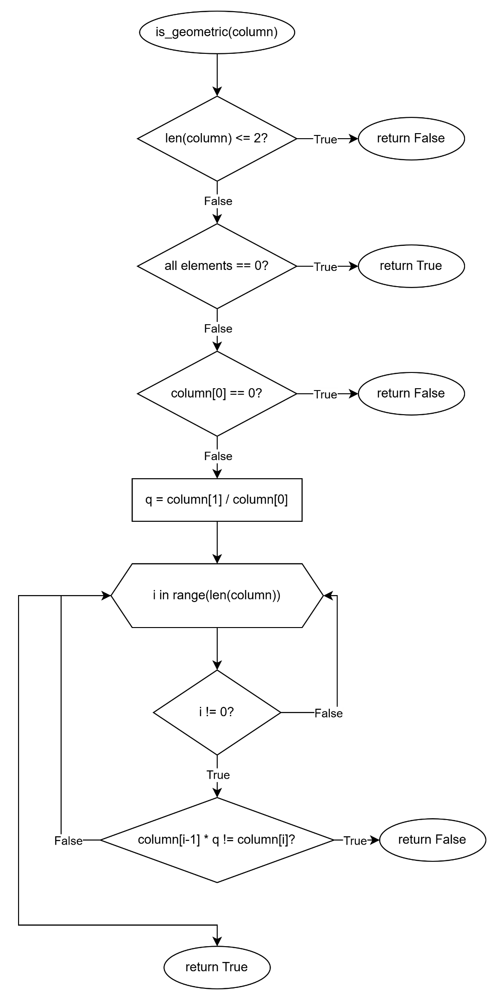 is_geometric(column)
len(column) <= 2?
True
return False
False
all elements == 0?
True
return True
False
column[0] == 0?
True
return False
False
q = column[1] / column[0]
i in range(len(column))
i != 0?
False
True
column[i-1] * q != column[i]?
False
True
return False
return True